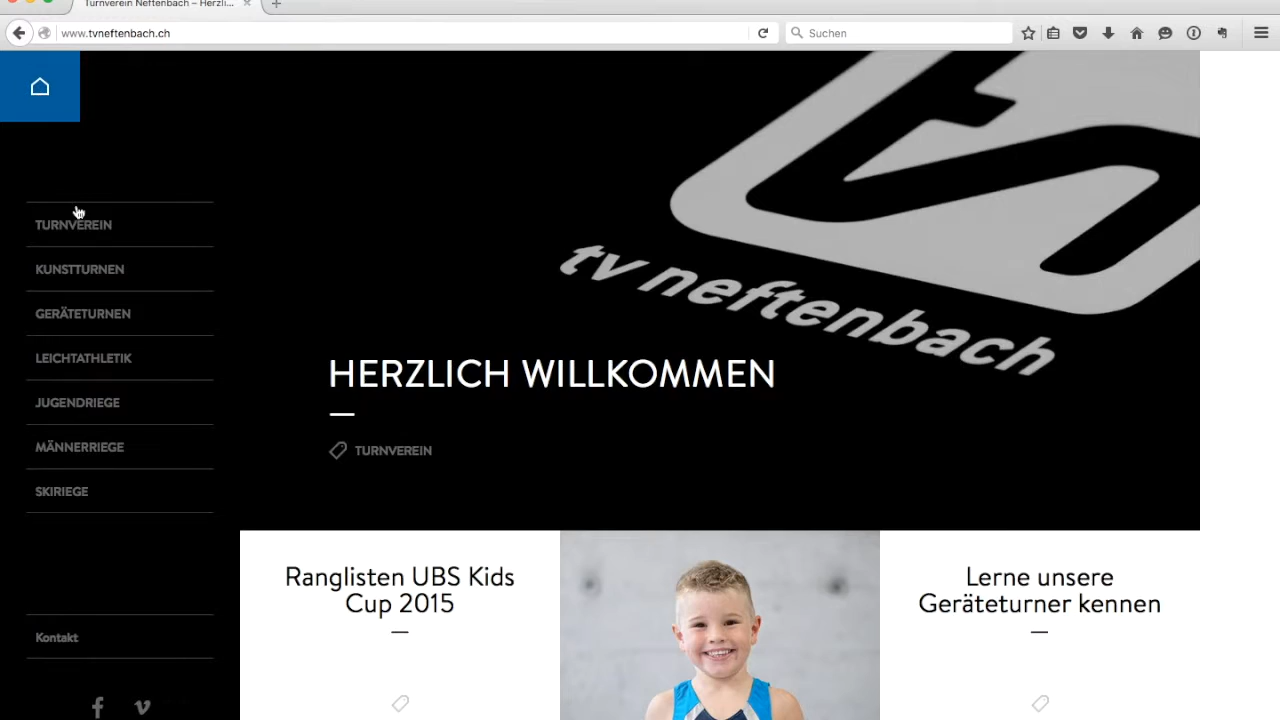 Turnverein Neftenbach – Herzli...
www.tvneftenbach.ch
Suchen
TURNVEREIN
KUNSTTURNEN
GERÄTETURNEN
LEICHTATHLETIK
JUGENDRIEGE
MÄNNERRIEGE
SKIRIEGE
Kontakt
tv neftenbach
HERZLICH WILLKOMMEN
TURNVEREIN
Ranglisten UBS Kids
Cup 2015
Lerne unsere
Geräteturner kennen